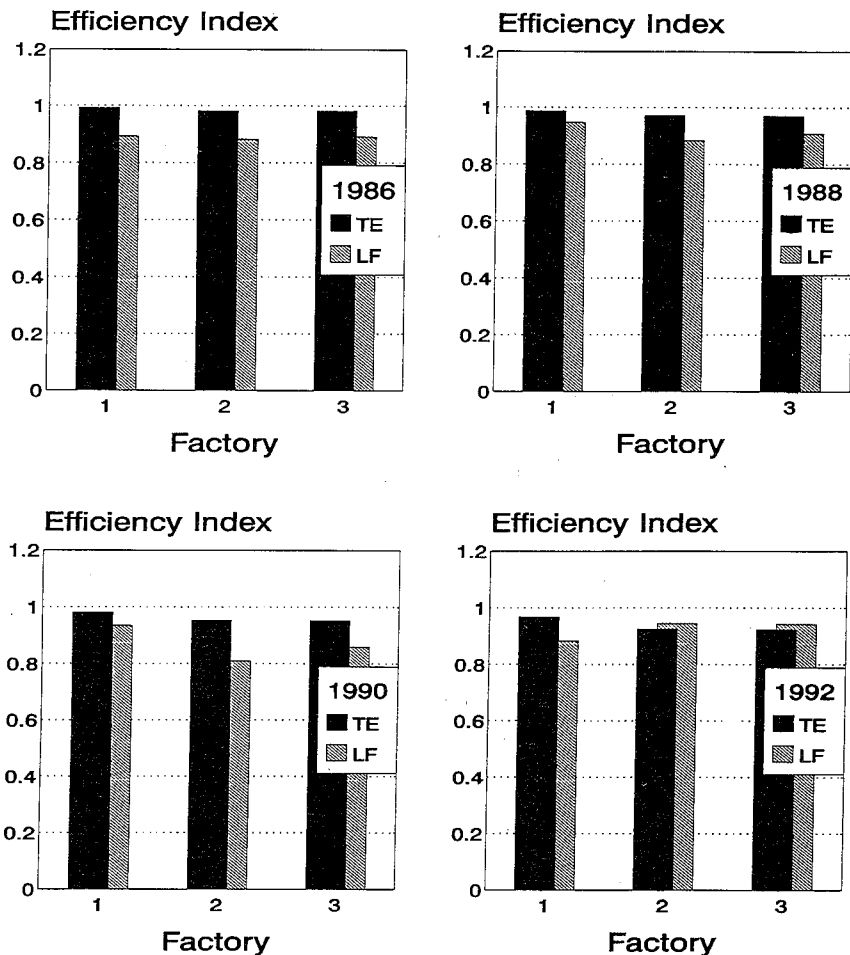 Efficiency Index
1.2
1
0.8
0.6
0.4
0.2
0
1986
TE
LF
1 2 3
Factory
Efficiency Index
1.2
1
0.8
0.6
0.4
0.2
0
1988
TE
LF
1 2 3
Factory
Efficiency Index
1.2
1
0.8
0.6
0.4
0.2
0
1990
TE
LF
1 2 3
Factory
Efficiency Index
1.2
1
0.8
0.6
0.4
0.2
0
1992
TE
LF
1 2 3
Factory